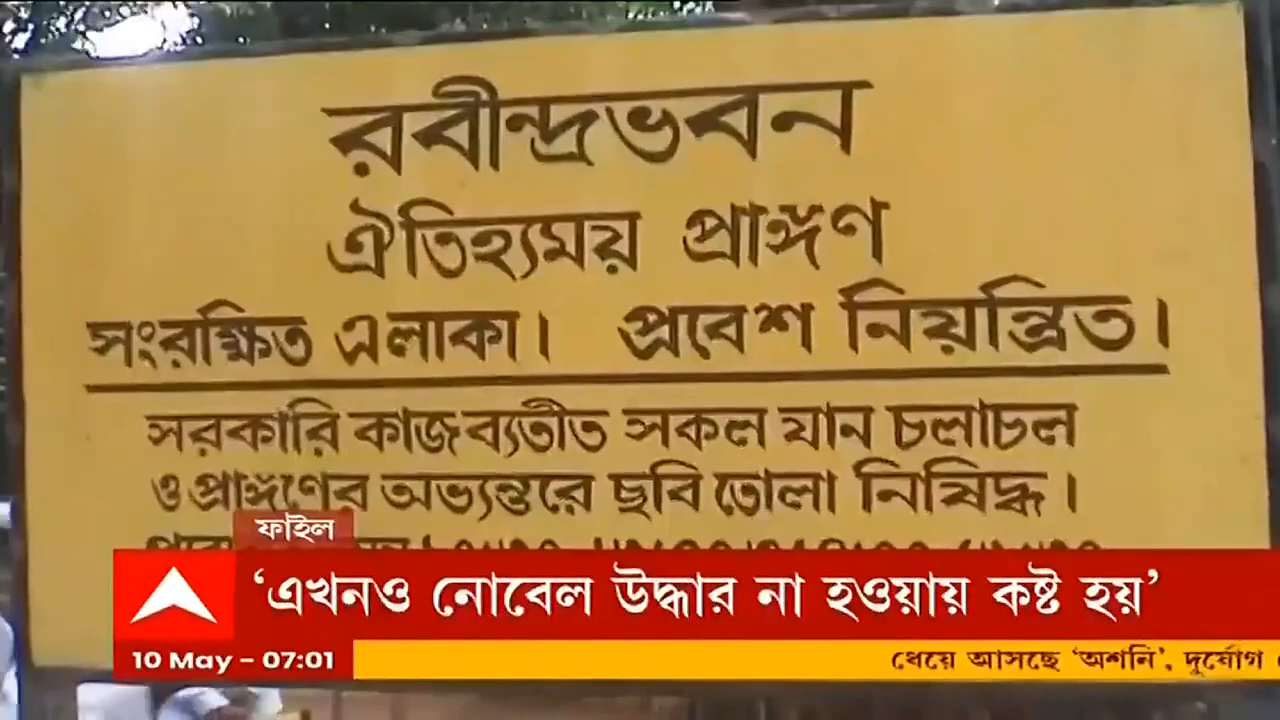 রবীন্দ্রভবন
ঐতিহ্যময় প্রাঙ্গণ
সংরক্ষিত এলাকা। প্রবেশ নিয়ন্ত্রিত।
সরকারি কাজব্যতীত সকল যান চলাচল
ও প্রাঙ্গণের অভ্যন্তরে ছবি তোলা নিষিদ্ধ।
ফাইল
‘এখনও নোবেল উদ্ধার না হওয়ায় কষ্ট হয়’
10 May – 07:01
ধেয়ে আসছে ‘অশনি’, দুর্যোগ